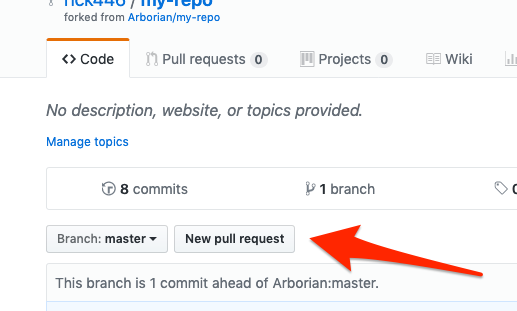 rick446 / my-repo
forked from Arborian/my-repo
Code Pull requests 0 Projects 0 Wiki
No description, website, or topics provided.
Manage topics
8 commits 1 branch
Branch: master New pull request
This branch is 1 commit ahead of Arborian:master.